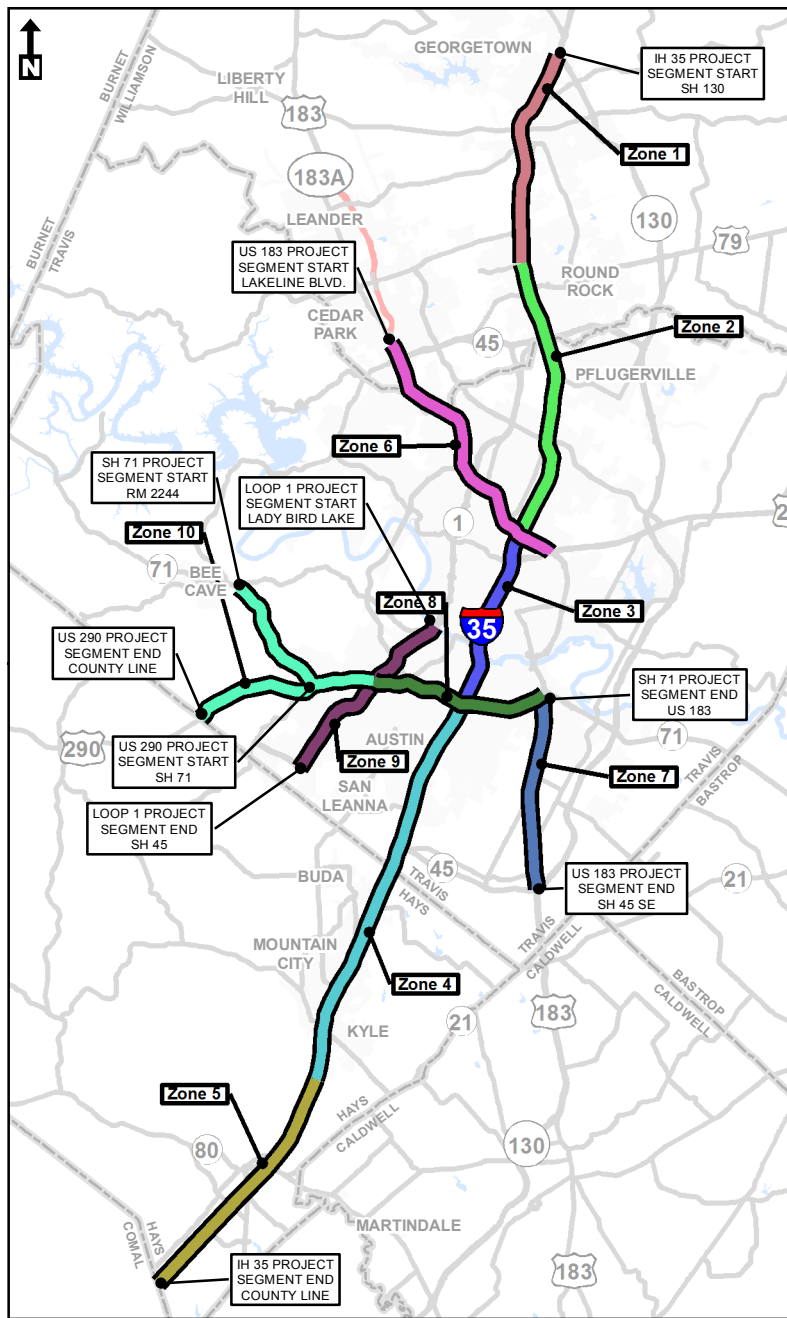 N
BURNET
WILLIAMSON
GEORGETOWN
IH 35 PROJECT
SEGMENT START
SH 130
LIBERTY
HILL
183
Zone 1
183A
130
LEANDER
79
BURNET
TRAVIS
US 183 PROJECT
SEGMENT START
LAKELINE BLVD.
ROUND
ROCK
CEDAR
PARK
45
Zone 2
PFLUGERVILLE
Zone 6
SH 71 PROJECT
SEGMENT START
RM 2244
LOOP 1 PROJECT
SEGMENT START
LADY BIRD LAKE
1
2
Zone 10
71
BEE
CAVE
Zone 8
Zone 3
35
US 290 PROJECT
SEGMENT END
COUNTY LINE
SH 71 PROJECT
SEGMENT END
US 183
290
US 290 PROJECT
SEGMENT START
SH 71
AUSTIN
71
Zone 9
Zone 7
TRAVIS
BASTROP
SAN
LEANNA
LOOP 1 PROJECT
SEGMENT END
SH 45
BUDA
45
TRAVIS
HAYS
US 183 PROJECT
SEGMENT END
SH 45 SE
21
MOUNTAIN
CITY
TRAVIS
CALDWELL
Zone 4
BASTROP
CALDWELL
183
21
KYLE
Zone 5
HAYS
CALDWELL
80
130
MARTINDALE
HAYS
COMAL
IH 35 PROJECT
SEGMENT END
COUNTY LINE
183